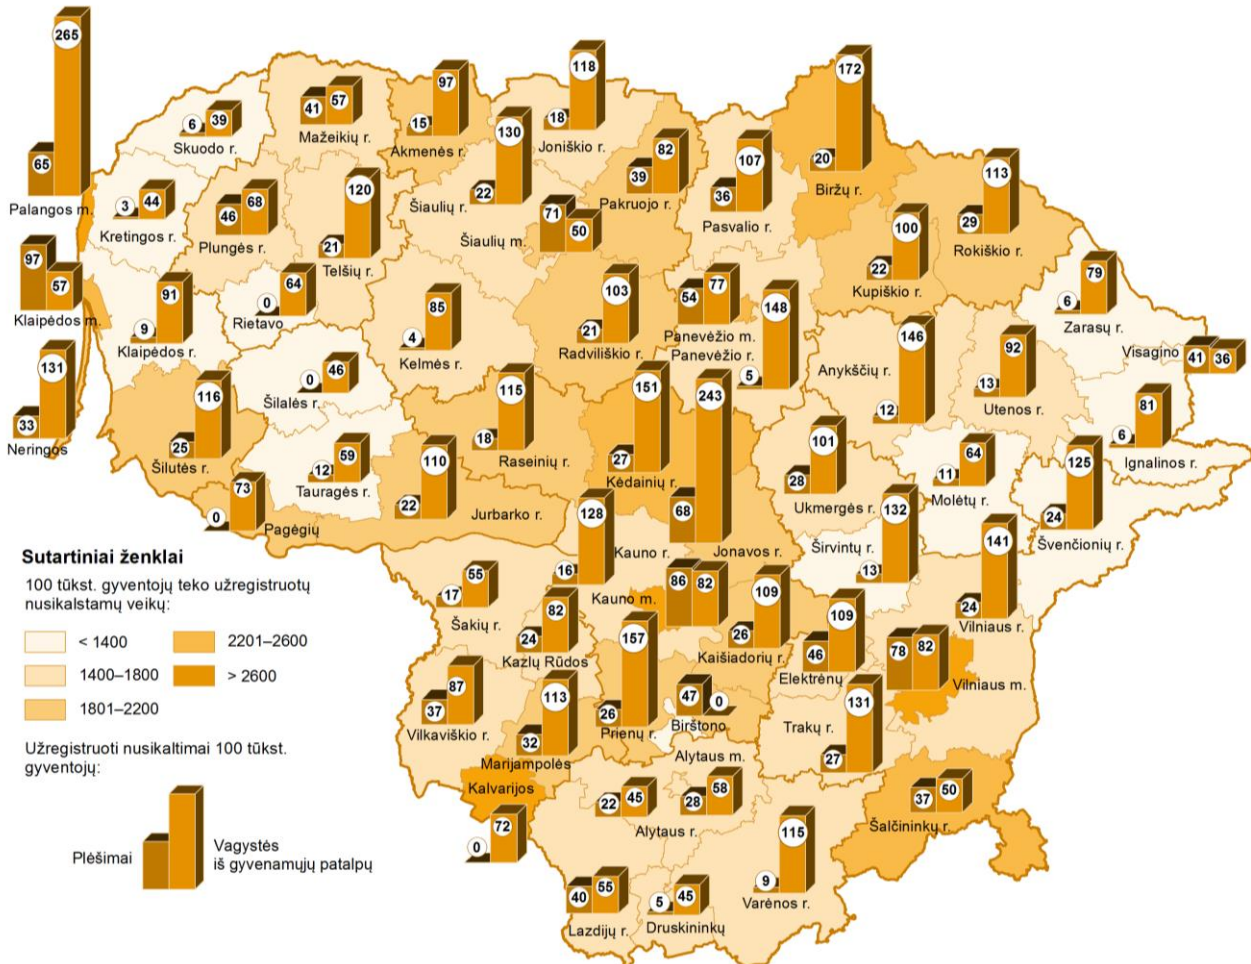 265
65
Palangos m.
6
39
Skuodo r.
41
57
Mažeikių r.
15
97
Akmenės r.
18
118
Joniškio r.
22
130
Šiaulių r.
39
82
Pakruojo r.
36
107
Pasvalio r.
20
172
Biržų r.
29
113
Rokiškio r.
3
44
Kretingos r.
46
68
Plungės r.
21
120
Telšių r.
71
50
Šiaulių m.
22
100
Kupiškio r.
97
57
Klaipėdos m.
9
91
Klaipėdos r.
0
64
Rietavo
4
85
Kelmės r.
21
103
Radviliškio r.
54
77
Panevėžio m.
Panevėžio r.
5
148
6
79
Zarasų r.
Visagino
41
36
33
131
Neringos
0
46
Šilalės r.
12
146
Anykščių r.
13
92
Utenos r.
6
81
Ignalinos r.
25
116
Šilutės r.
12
59
Tauragės r.
18
115
Raseinių r.
27
151
Kėdainių r.
68
243
Jonavos r.
28
101
Ukmergės r.
11
64
Molėtų r.
24
125
Švenčionių r.
0
73
Pagėgių
22
110
Jurbarko r.
16
128
Kauno r.
13
132
Širvintų r.
24
141
Vilniaus r.
17
55
Šakių r.
86
82
Kauno m.
26
109
Kaišiadorių r.
46
109
Elektrėnų
78
82
Vilniaus m.
24
82
Kazlų Rūdos
26
157
Prienų r.
47
0
Birštono
27
131
Trakų r.
37
87
Vilkaviškio r.
32
113
Marijampolės
Kalvarijos
0
72
Alytaus m.
28
58
22
45
Alytaus r.
37
50
Šalčininkų r.
40
55
Lazdijų r.
5
45
Druskininkų
9
115
Varėnos r.
Sutartiniai ženklai
100 tūkst. gyventojų teko užregistruotų
nusikalstamų veikų:
< 1400
1400–1800
1801–2200
2201–2600
> 2600
Užregistruoti nusikaltimai 100 tūkst.
gyventojų:
Plėšimai
Vagystės
iš gyvenamųjų patalpų